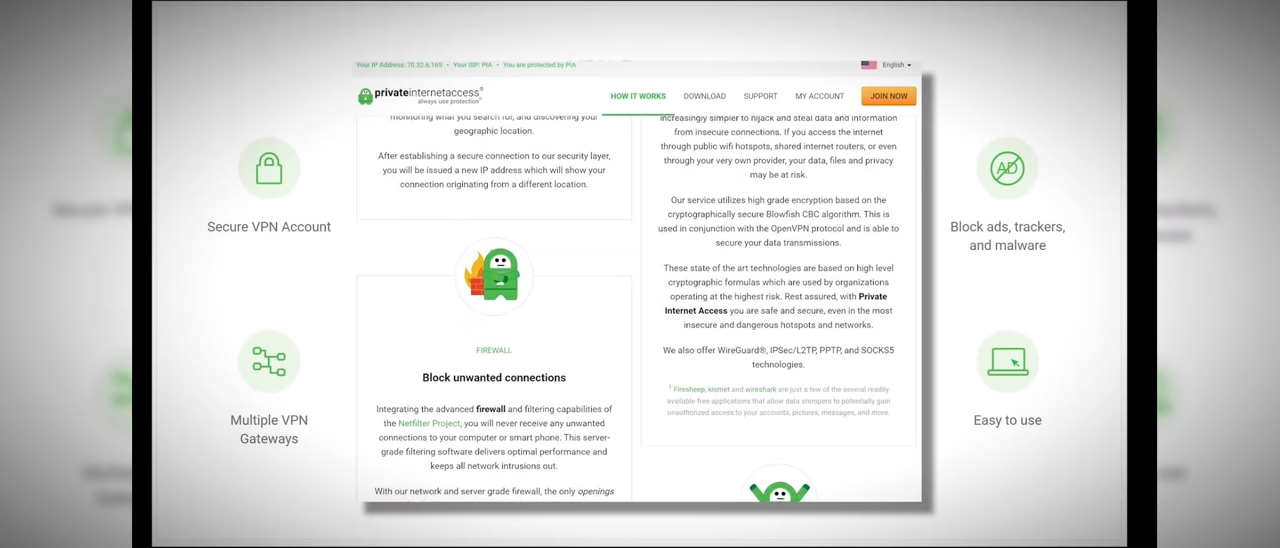 Your IP Address: 70.32.6.165 • Your ISP: PIA • You are protected by PIA
English
privateinternetaccess®
always use protection®
HOW IT WORKS
DOWNLOAD
SUPPORT
MY ACCOUNT
JOIN NOW
Secure VPN Account
Multiple VPN
Gateways
monitoring what you search for, and discovering your
geographic location.
After establishing a secure connection to our security layer,
you will be issued a new IP address which will show your
connection originating from a different location.
FIREWALL
Block unwanted connections
Integrating the advanced firewall and filtering capabilities of
the Netfilter Project, you will never receive any unwanted
connections to your computer or smart phone. This server-
grade filtering software delivers optimal performance and
keeps all network intrusions out.
With our network and server grade firewall, the only openings
increasingly simpler to hijack and steal data and information
from insecure connections. If you access the internet
through public wifi hotspots, shared internet routers, or even
through your very own provider, your data, files and privacy
may be at risk.
Our service utilizes high grade encryption based on the
cryptographically secure Blowfish CBC algorithm. This is
used in conjunction with the OpenVPN protocol and is able to
secure your data transmissions.
These state of the art technologies are based on high level
cryptographic formulas which are used by organizations
operating at the highest risk. Rest assured, with Private
Internet Access you are safe and secure, even in the most
insecure and dangerous hotspots and networks.
We also offer WireGuard®, IPSec/L2TP, PPTP, and SOCKS5
technologies.
1 Firesheep, kismet and wireshark are just a few of the several readily
available free applications that allow data snoopers to potentially gain
unauthorized access to your accounts, pictures, messages, and more.
AD
Block ads, trackers,
and malware
Easy to use